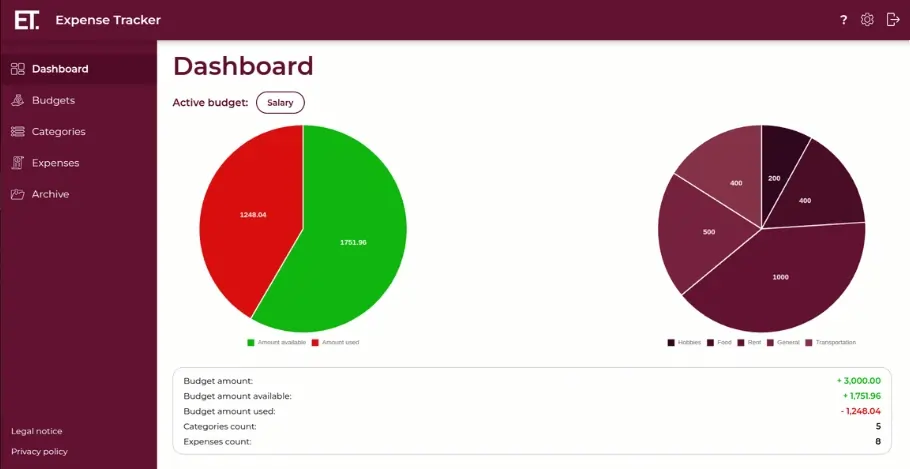 ET. Expense Tracker ?
Dashboard
Budgets
Categories
Expenses
Archive
Legal notice
Privacy policy
Dashboard
Active budget: Salary
1248.04
1751.96
Amount available Amount used
200
400
400
500
1000
Hobbies Food Rent General Transportation
Budget amount: + 3,000.00
Budget amount available: + 1,751.96
Budget amount used: - 1,248.04
Categories count: 5
Expenses count: 8